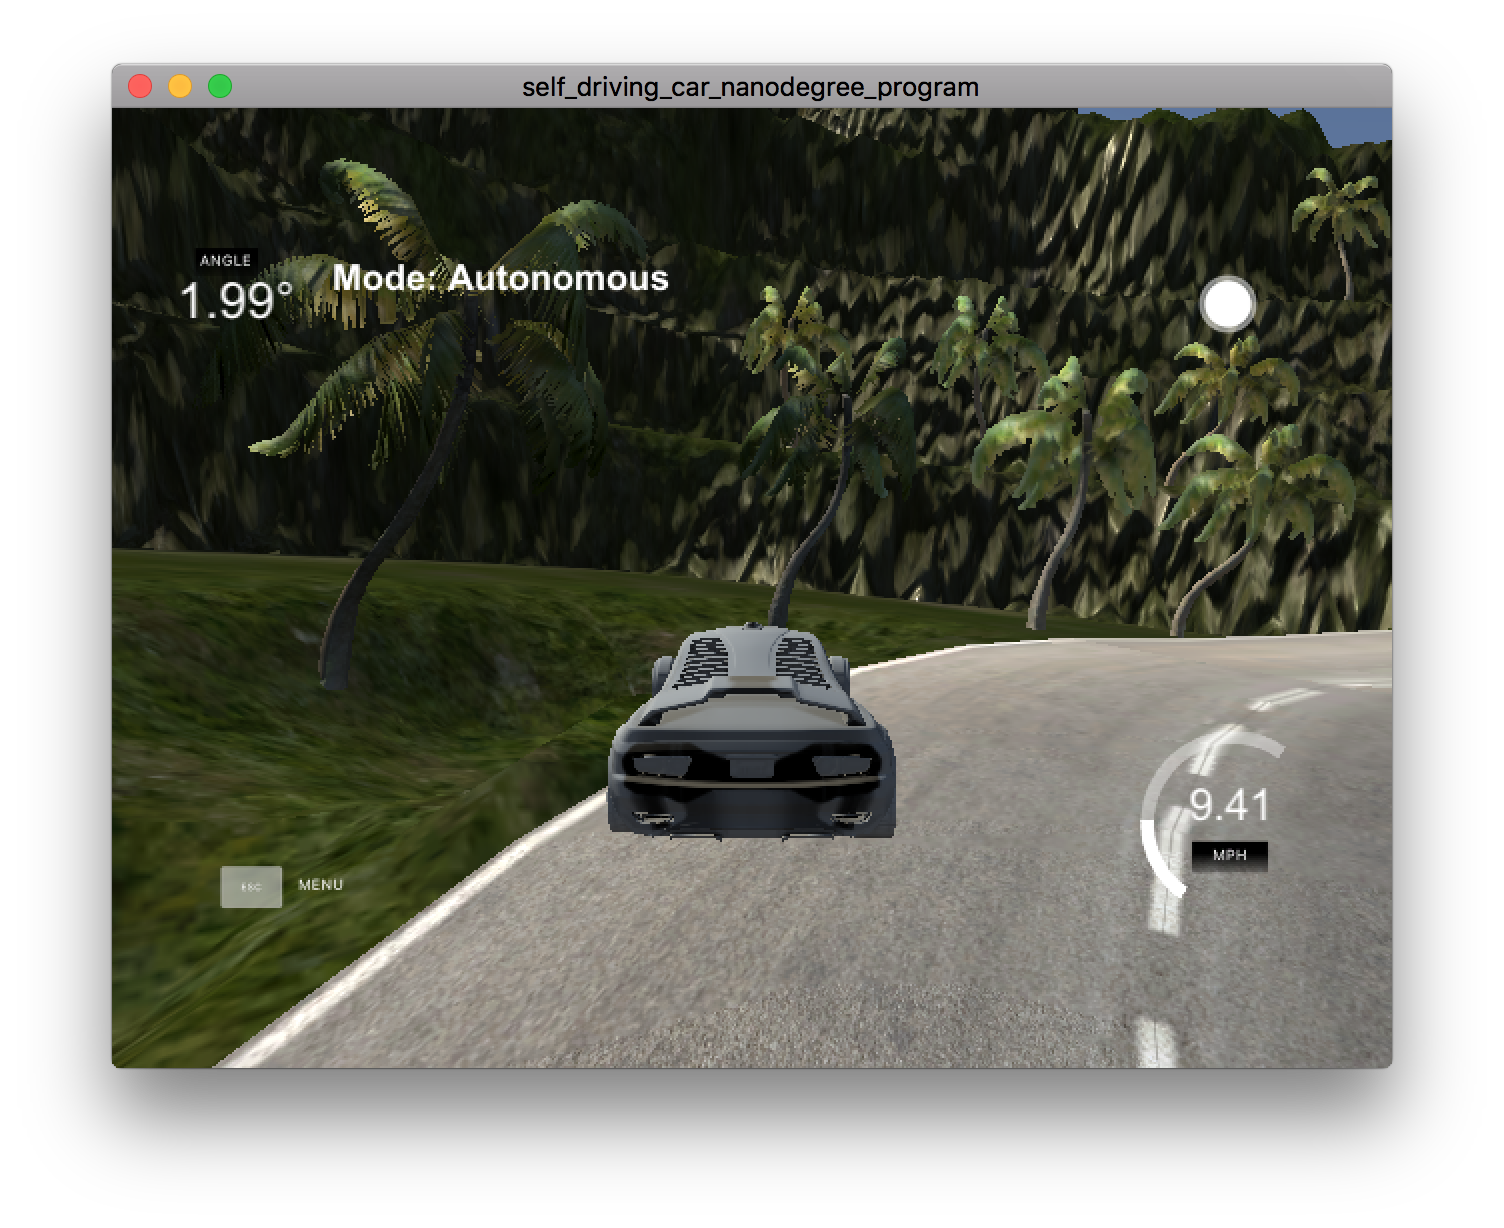 self_driving_car_nanodegree_program
ANGLE
1.99°
Mode: Autonomous
9.41
MPH
ESC
MENU